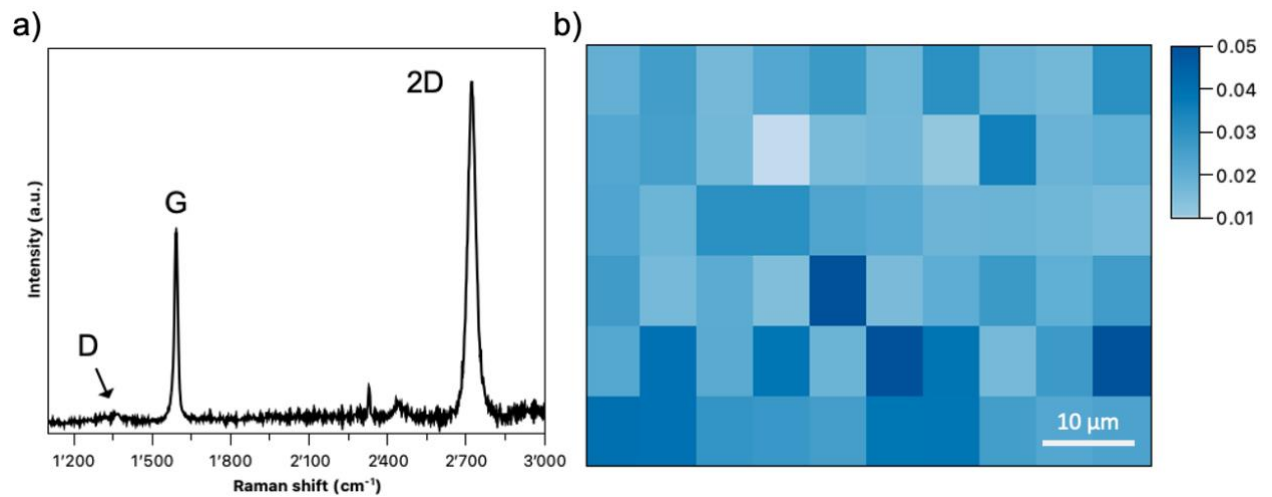 a)
b)
D
G
2D
Intensity (a.u.)
1'200 1'500 1'800 2'100 2'400 2'700 3'000
Raman shift (cm⁻¹)
0.05
0.04
0.03
0.02
0.01
10 µm